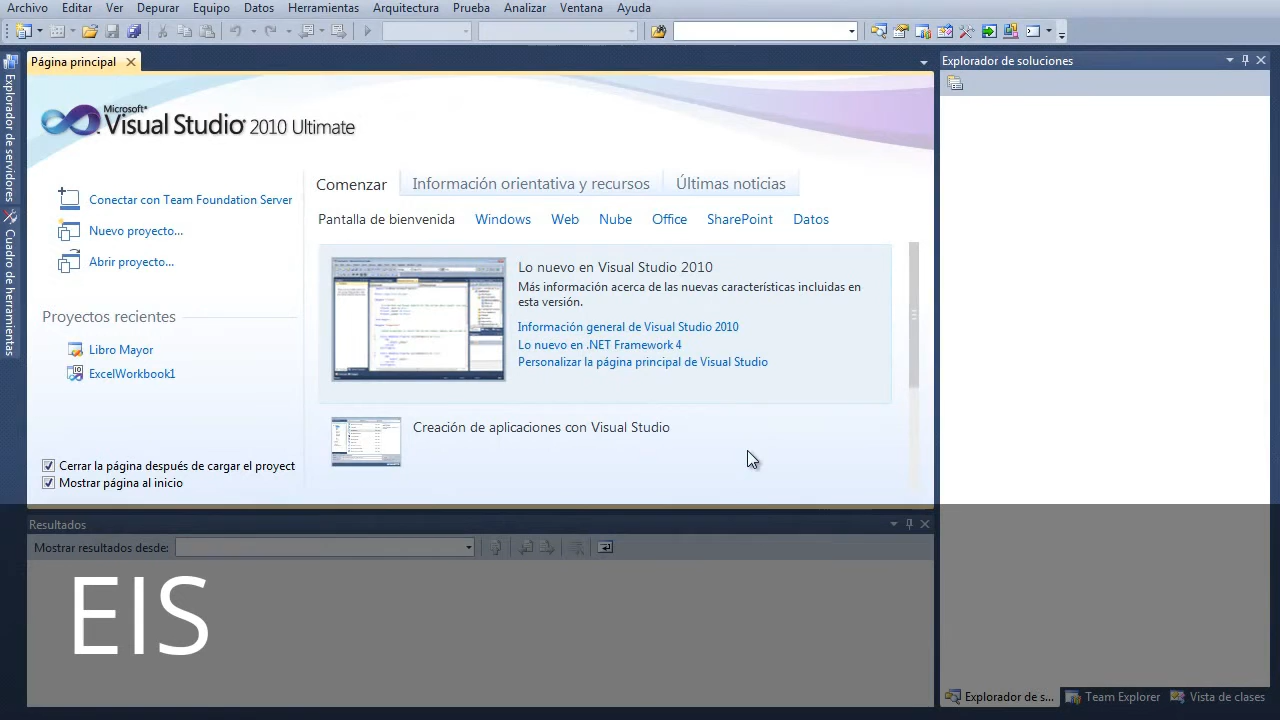 Archivo Editar Ver Depurar Equipo Datos Herramientas Arquitectura Prueba Analizar Ventana Ayuda
Página principal
Explorador de soluciones
Explorador de servidores
Cuadro de herramientas
Microsoft®
Visual Studio® 2010 Ultimate
Conectar con Team Foundation Server
Nuevo proyecto...
Abrir proyecto...
Proyectos recientes
Libro Mayor
ExcelWorkbook1
Cerrar la página después de cargar el proyect
Mostrar página al inicio
Comenzar Información orientativa y recursos Últimas noticias
Pantalla de bienvenida Windows Web Nube Office SharePoint Datos
Lo nuevo en Visual Studio 2010
Más información acerca de las nuevas características incluidas en
esta versión.
Información general de Visual Studio 2010
Lo nuevo en .NET Framework 4
Personalizar la página principal de Visual Studio
Creación de aplicaciones con Visual Studio
Resultados
Mostrar resultados desde:
EIS
Explorador de s... Team Explorer Vista de clases